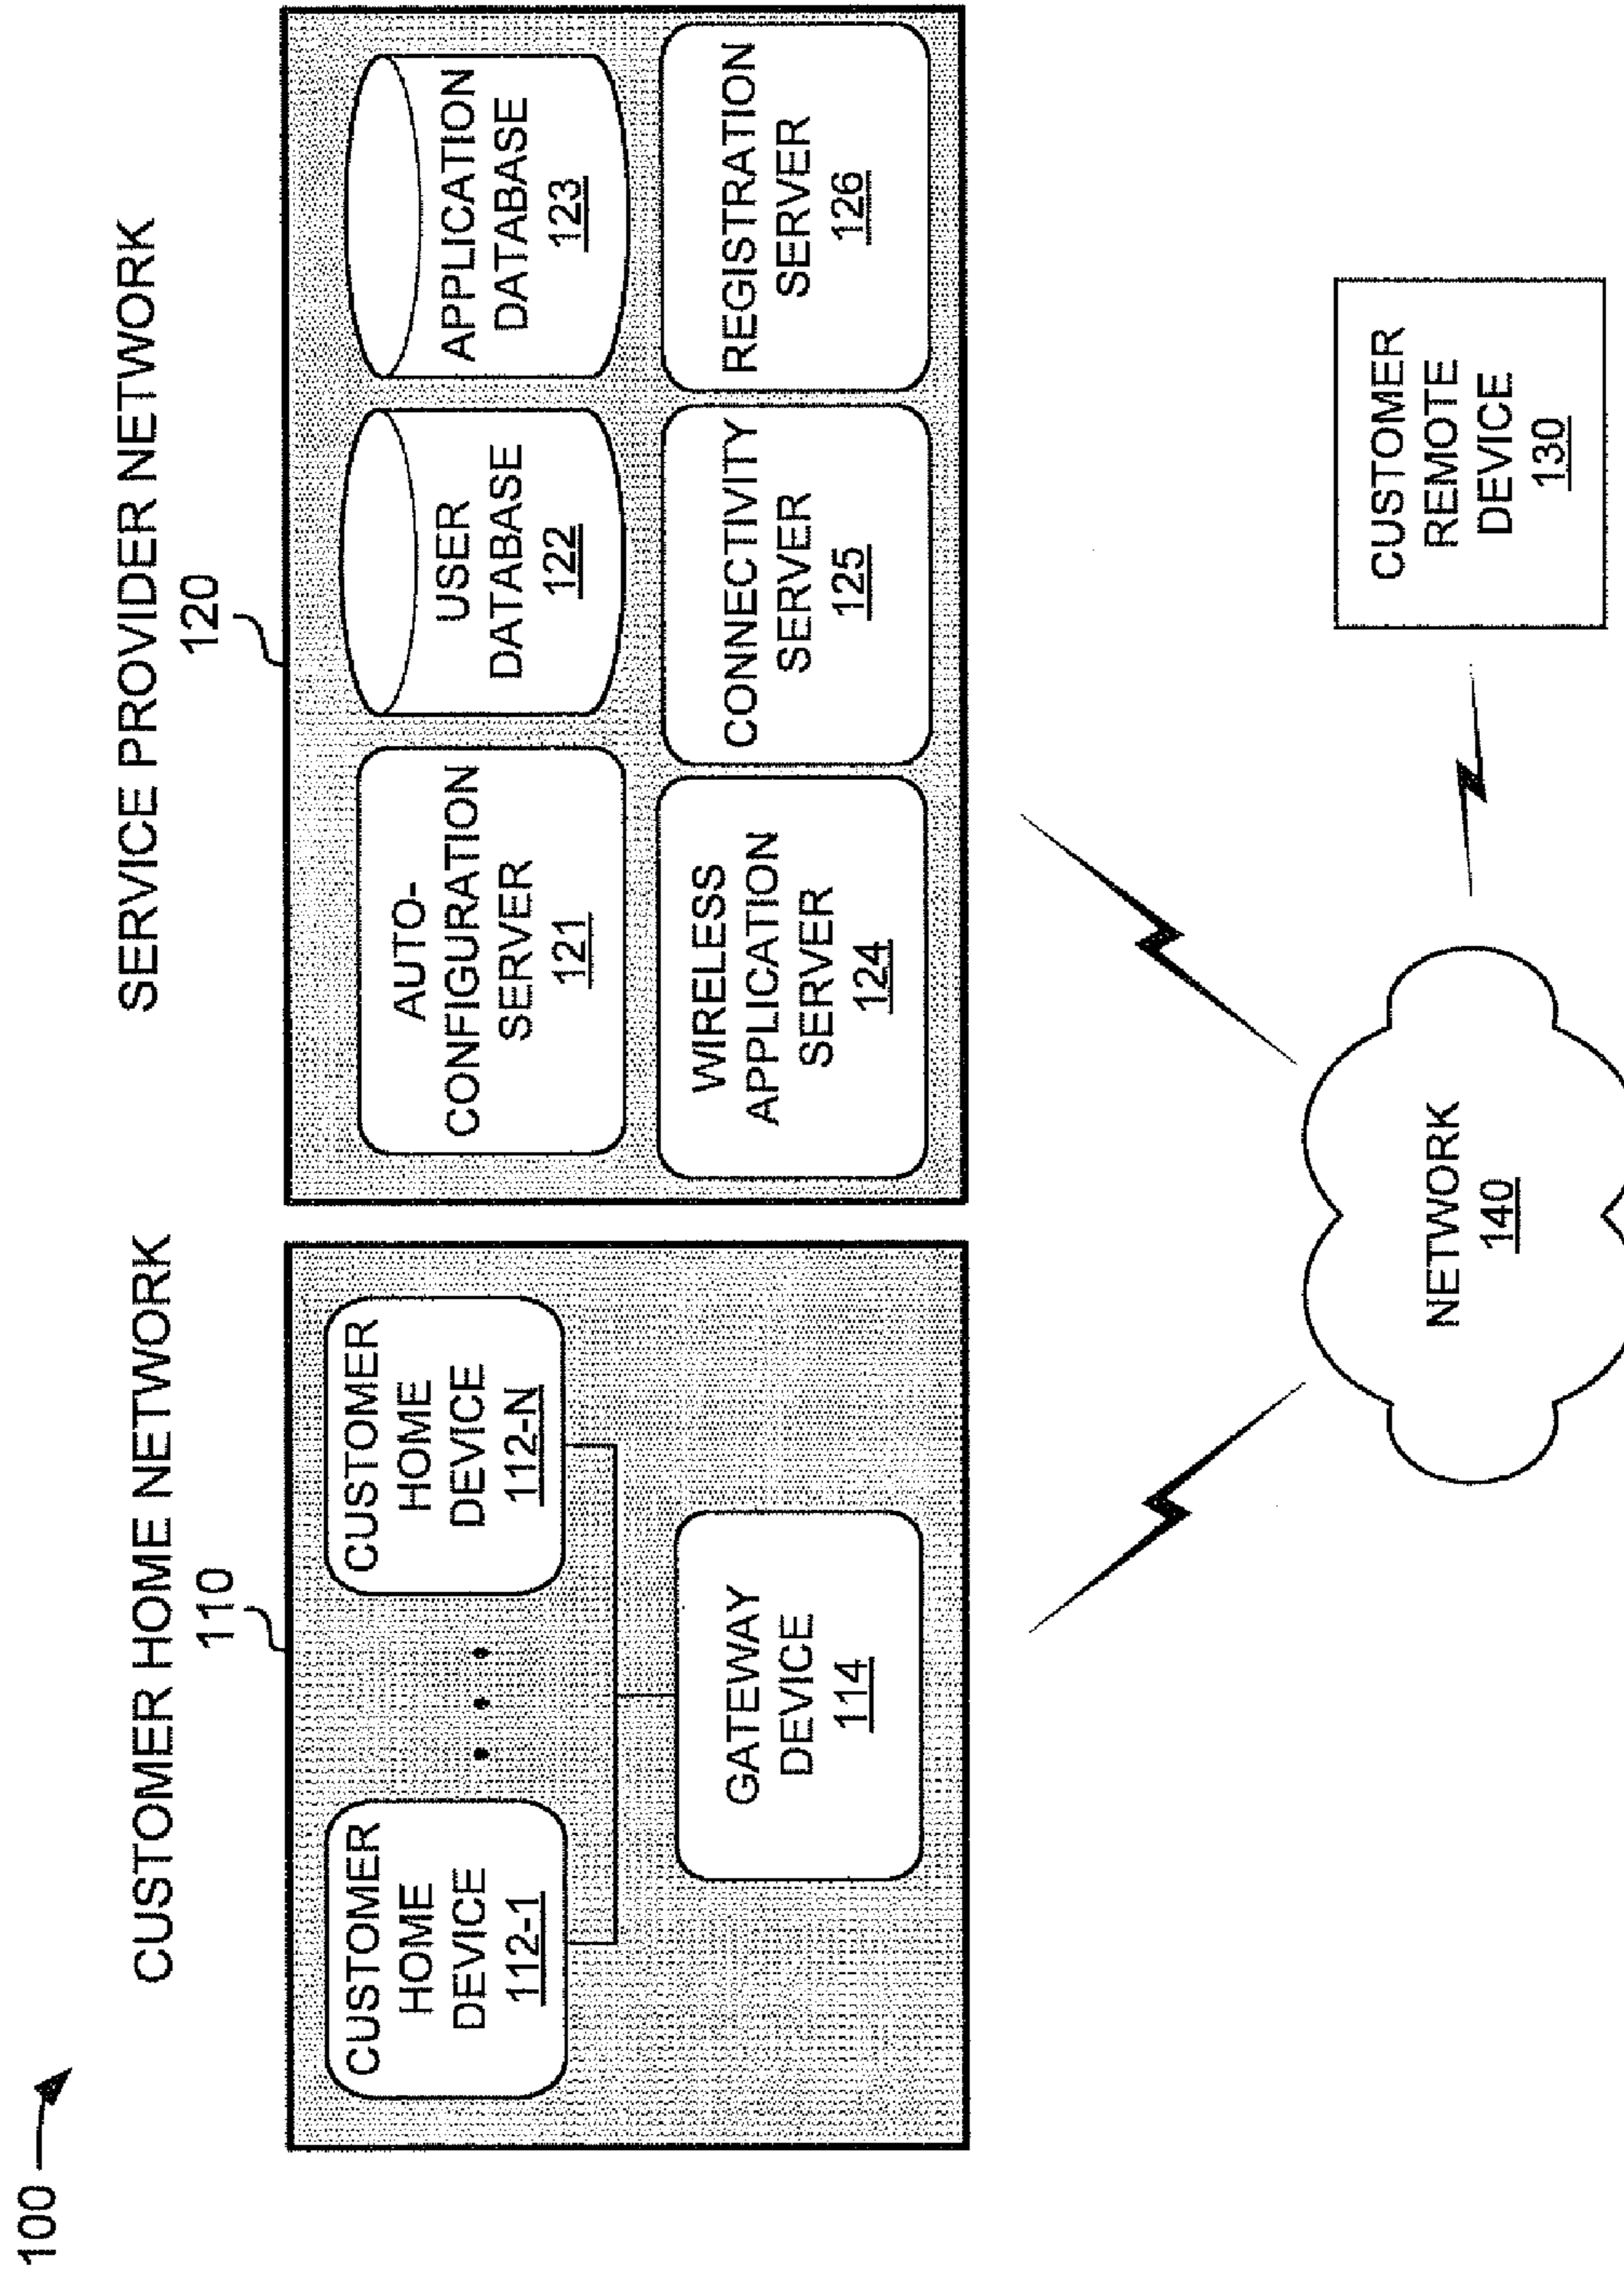 100
CUSTOMER HOME NETWORK
110
CUSTOMER
HOME
DEVICE
112-1
CUSTOMER
HOME
DEVICE
112-N
GATEWAY
DEVICE
114
SERVICE PROVIDER NETWORK
120
AUTO-
CONFIGURATION
SERVER
121
USER
DATABASE
122
APPLICATION
DATABASE
123
WIRELESS
APPLICATION
SERVER
124
CONNECTIVITY
SERVER
125
REGISTRATION
SERVER
126
NETWORK
140
CUSTOMER
REMOTE
DEVICE
130